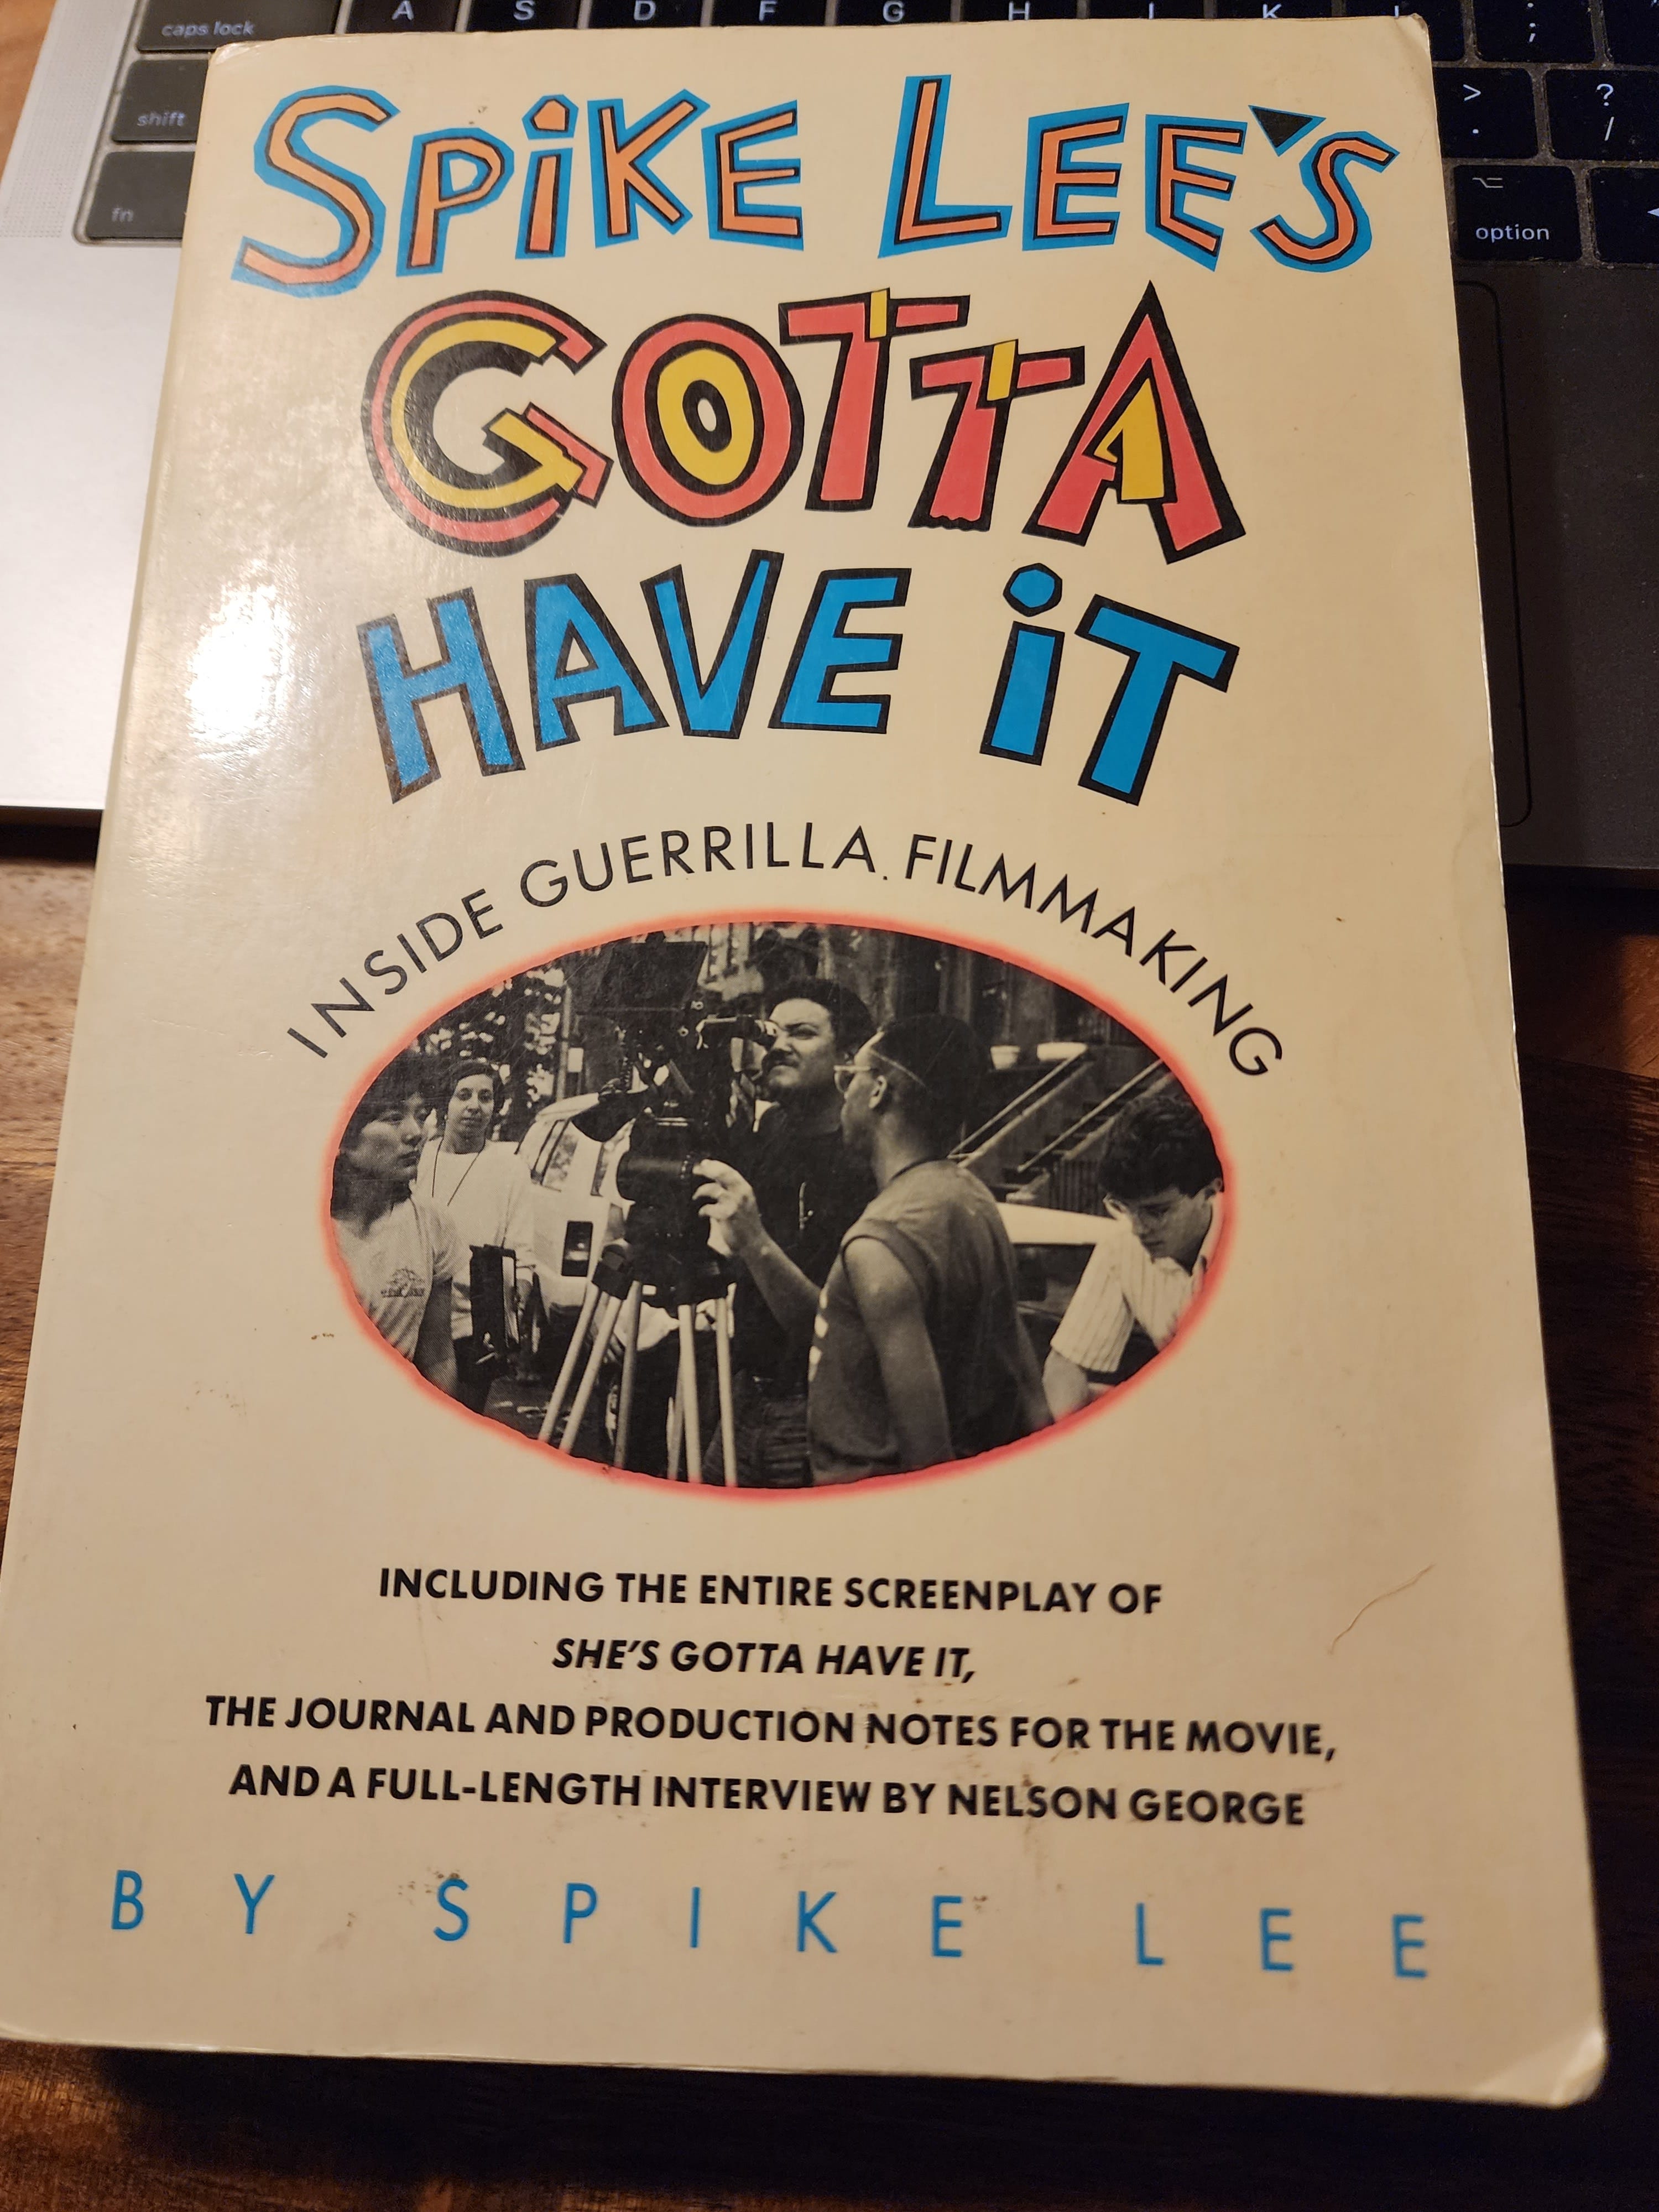 caps lock A S D F G H J K L : ;
shift > . ? /
fn option
SPiKE LEE'S
GOTTA
HAVE iT
INSIDE GUERRILLA FILMMAKING
INCLUDING THE ENTIRE SCREENPLAY OF
SHE'S GOTTA HAVE IT,
THE JOURNAL AND PRODUCTION NOTES FOR THE MOVIE,
AND A FULL-LENGTH INTERVIEW BY NELSON GEORGE
BY SPIKE LEE